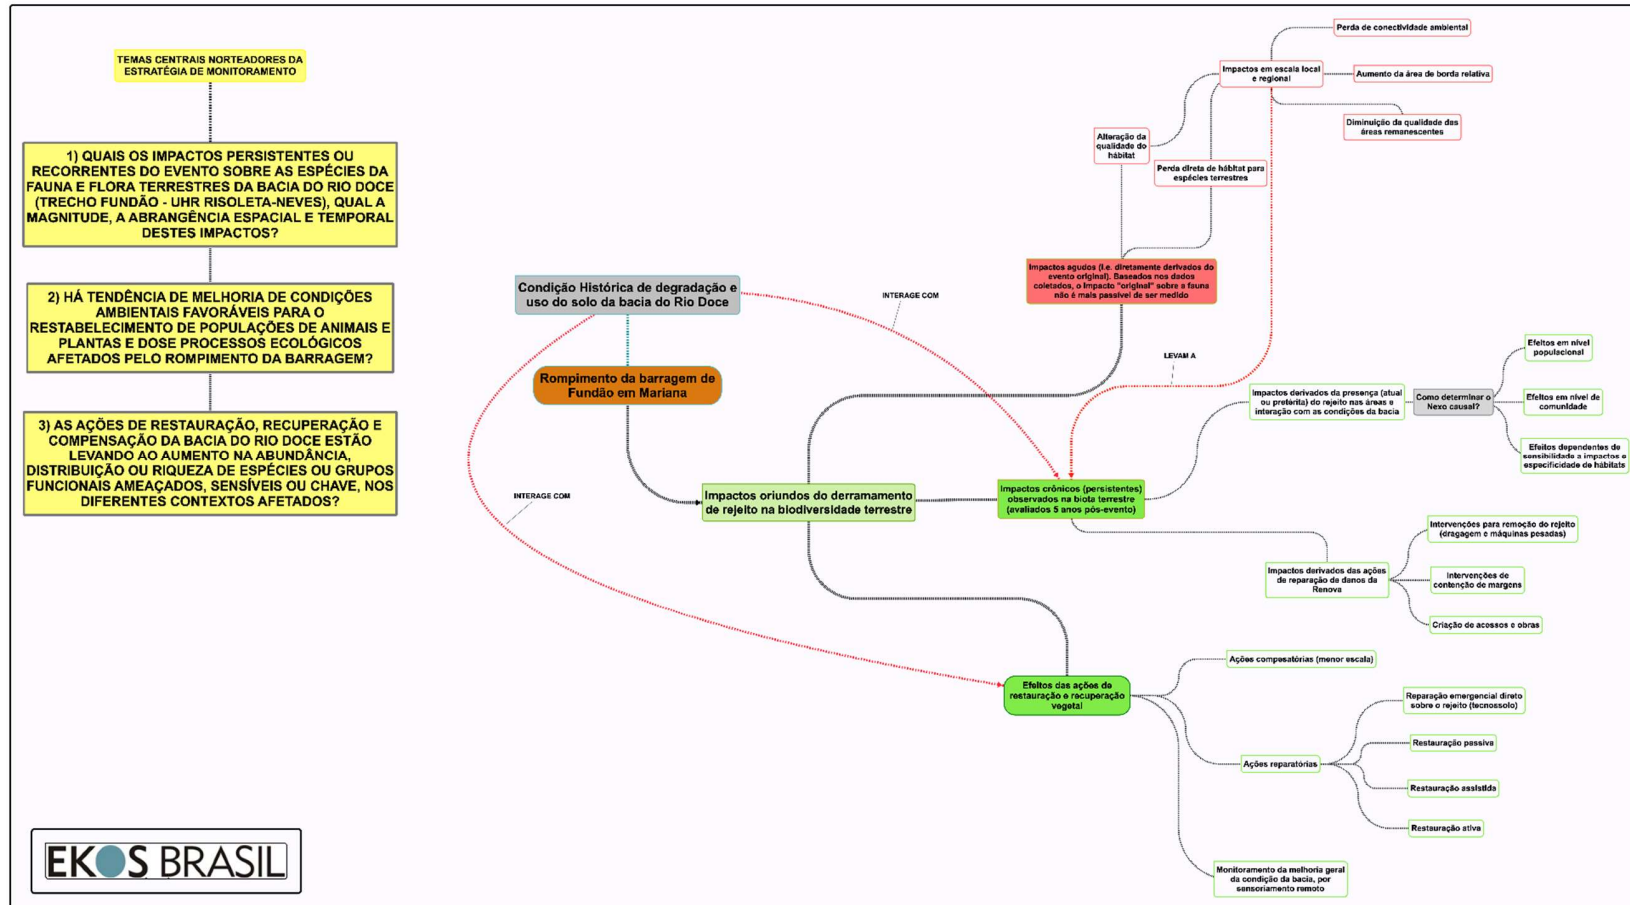 TEMAS CENTRAIS NORTEADORES DA
ESTRATÉGIA DE MONITORAMENTO
1) QUAIS OS IMPACTOS PERSISTENTES OU
RECORRENTES DO EVENTO SOBRE AS ESPÉCIES DA
FAUNA E FLORA TERRESTRES DA BACIA DO RIO DOCE
(TRECHO FUNDÃO - UHR RISOLETA-NEVES), QUAL A
MAGNITUDE, A ABRANGÊNCIA ESPACIAL E TEMPORAL
DESTES IMPACTOS?
2) HÁ TENDÊNCIA DE MELHORIA DE CONDIÇÕES
AMBIENTAIS FAVORÁVEIS PARA O
RESTABELECIMENTO DE POPULAÇÕES DE ANIMAIS E
PLANTAS E DOSE PROCESSOS ECOLÓGICOS
AFETADOS PELO ROMPIMENTO DA BARRAGEM?
3) AS AÇÕES DE RESTAURAÇÃO, RECUPERAÇÃO E
COMPENSAÇÃO DA BACIA DO RIO DOCE ESTÃO
LEVANDO AO AUMENTO NA ABUNDÂNCIA,
DISTRIBUIÇÃO OU RIQUEZA DE ESPÉCIES OU GRUPOS
FUNCIONAIS AMEAÇADOS, SENSÍVEIS OU CHAVE, NOS
DIFERENTES CONTEXTOS AFETADOS?
Condição Histórica de degradação e
uso do solo da bacia do Rio Doce
Rompimento da barragem de
Fundão em Mariana
INTERAGE COM
INTERAGE COM
Impactos oriundos do derramamento
de rejeito na biodiversidade terrestre
Perda de conectividade ambiental
Impactos em escala local
e regional
Aumento da área de borda relativa
Diminuição da qualidade das
áreas remanescentes
Alteração da
qualidade do
hábitat
Perda direta de hábitat para
espécies terrestres
Impactos agudos (i.e. diretamente derivados do
evento original). Baseados nos dados
coletados, o impacto "original" sobre a fauna
não é mais passível de ser medido
LEVAM A
Impactos crônicos (persistentes)
observados na biota terrestre
(avaliados 5 anos pós-evento)
Impactos derivados da presença (atual
ou pretérita) do rejeito nas áreas e
interação com as condições da bacia
Como determinar o
Nexo causal?
Efeitos em nível
populacional
Efeitos em nível de
comunidade
Efeitos dependentes de
sensibilidade a impactos e
especificidade de hábitats
Impactos derivados das ações
de reparação de danos da
Renova
Intervenções para remoção do rejeito
(dragagem e máquinas pesadas)
Intervenções de
contenção de margens
Criação de acessos e obras
Efeitos das ações de
restauração e recuperação
vegetal
Ações compesatórias (menor escala)
Ações reparatórias
Reparação emergencial direto
sobre o rejeito (tecnossolo)
Restauração passiva
Restauração assistida
Restauração ativa
Monitoramento da melhoria geral
da condição da bacia, por
sensoriamento remoto
EKOS BRASIL